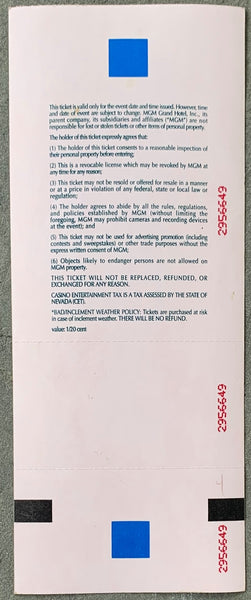 This ticket is valid only for the event date and time issued. However, time
and date of event are subject to change. MGM Grand Hotel, Inc., its
parent company, its subsidiaries and affiliates ("MGM") are not
responsible for lost or stolen tickets or other items of personal property.
The holder of this ticket expressly agrees that:
(1) The holder of this ticket consents to a reasonable inspection of
their personal property before entering;
(2) This is a revocable license which may be revoked by MGM at
any time for any reason;
(3) This ticket may not be resold or offered for resale in a manner
or at a price in violation of any federal, state or local law or
regulation;
(4) The holder agrees to abide by all the rules, regulations,
and policies established by MGM (without limiting the
foregoing, MGM may prohibit cameras and recording devices
at the event); and
(5) This ticket may not be used for advertising promotion (including
contests and sweepstakes) or other trade purposes without the
express written consent of MGM;
(6) Objects likely to endanger persons are not allowed on
MGM property.
THIS TICKET WILL NOT BE REPLACED, REFUNDED, OR
EXCHANGED FOR ANY REASON.
CASINO ENTERTAINMENT TAX IS A TAX ASSESSED BY THE STATE OF
NEVADA (CET).
*BAD/INCLEMENT WEATHER POLICY: Tickets are purchased at risk
in case of inclement weather. THERE WILL BE NO REFUND.
value: 1/20 cent
2956649
2956649
2956649